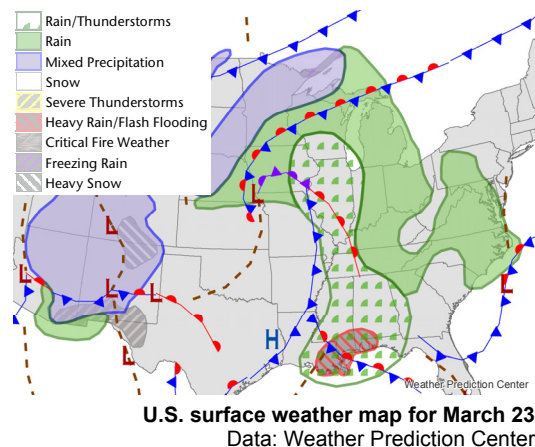 Rain/Thunderstorms
Rain
Mixed Precipitation
Snow
Severe Thunderstorms
Heavy Rain/Flash Flooding
Critical Fire Weather
Freezing Rain
Heavy Snow
L
L
L
L
L
L
L
H
L
Weather Prediction Center
U.S. surface weather map for March 23
Data: Weather Prediction Center